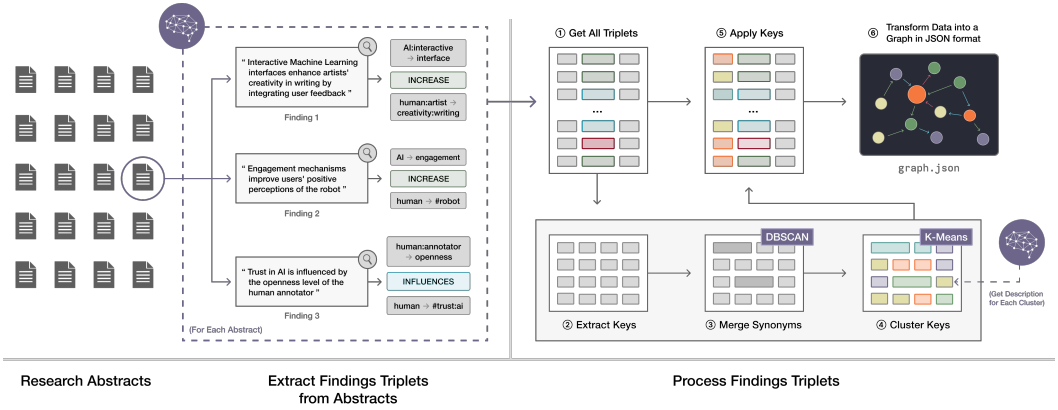 “ Interactive Machine Learning
interfaces enhance artists’
creativity in writing by
integrating user feedback ”
Finding 1
AI:interactive
→ interface
INCREASE
human:artist →
creativity:writing
“ Engagement mechanisms
improve users’ positive
perceptions of the robot ”
Finding 2
AI → engagement
INCREASE
human → #robot
“ Trust in AI is influenced by
the openness level of the
human annotator ”
Finding 3
human:annotator
→ openness
INFLUENCES
human → #trust:ai
(For Each Abstract)
① Get All Triplets
...
⑤ Apply Keys
...
⑥ Transform Data into a
Graph in JSON format
graph.json
② Extract Keys
DBSCAN
③ Merge Synonyms
K-Means
④ Cluster Keys
(Get Description
for Each Cluster)
Research Abstracts
Extract Findings Triplets
from Abstracts
Process Findings Triplets